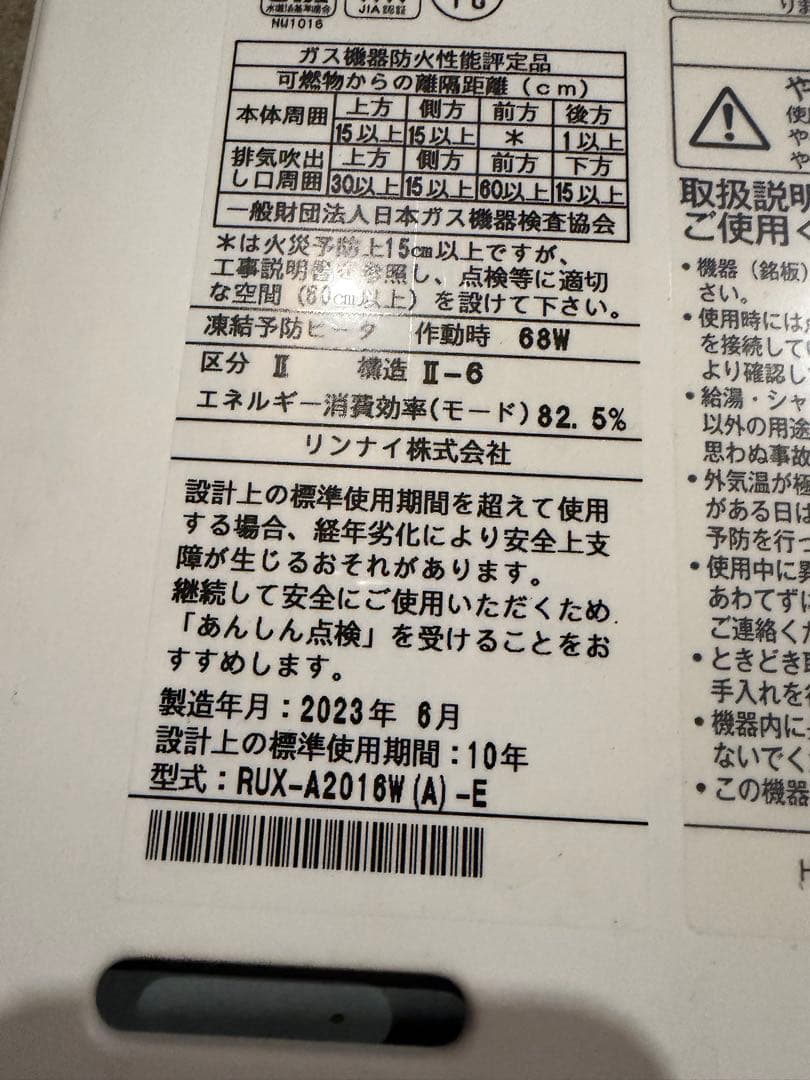 JIA認証
NW1016
ガス機器防火性能評定品
可燃物からの離隔距離(cm)
本体周囲 上方 側方 前方 後方
15以上 15以上 * 1以上
排気吹出し口周囲 上方 側方 前方 下方
30以上 15以上 60以上 15以上
一般財団法人日本ガス機器検査協会
*は火災予防上15cm以上ですが、
工事説明書を参照し、点検等に適切
な空間(60cm以上)を設けて下さい。
凍結予防ヒータ 作動時 68W
区分 Ⅱ 構造 Ⅱ-6
エネルギー消費効率(モード)82.5%
リンナイ株式会社
設計上の標準使用期間を超えて使用
する場合、経年劣化により安全上支
障が生じるおそれがあります。
継続して安全にご使用いただくため
「あんしん点検」を受けることをお
すすめします。
製造年月:2023年 6月
設計上の標準使用期間:10年
型式:RUX-A2016W(A)-E
取扱説明
ご使用く
•機器(銘板)
さい。
•使用時には
を接続して
より確認し
•給湯・シャ
以外の用途
思わぬ事故
•外気温が極
がある日は
予防を行っ
•使用中に異
あわてずに
ご連絡くだ
•ときどき取
手入れを
•機器内に
ないでく
•この機器